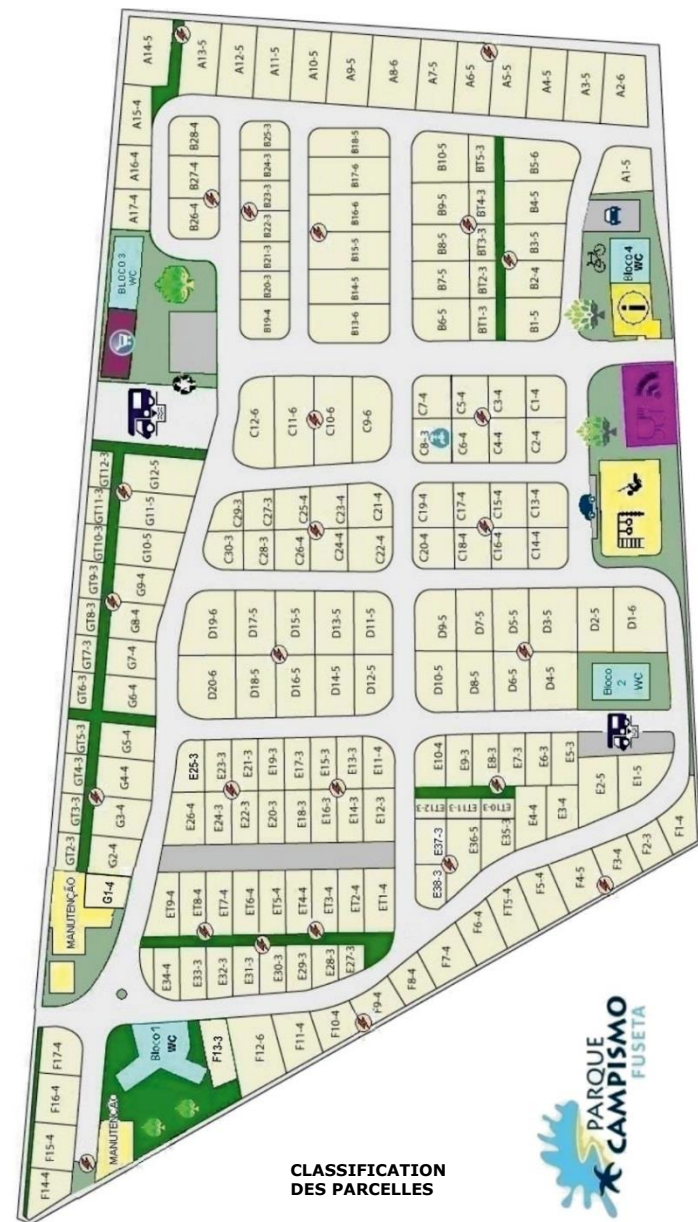 A14-5
A13-5
A12-5
A11-5
A10-5
A9-5
A8-6
A7-5
A6-5
A5-5
A4-5
A3-5
A2-6
A15-4
A16-4
A17-4
A1-5
B28-4
B27-4
B26-4
B25-3
B24-3
B23-3
B22-3
B21-3
B20-3
B19-4
B18-5
B17-6
B16-6
B15-5
B14-5
B13-6
B10-5
B9-5
B8-5
B7-5
B6-5
BT5-3
BT4-3
BT3-3
BT2-3
BT1-3
B5-6
B4-5
B3-5
B2-4
B1-5
BLOCO 3
WC
Bloco 4
WC
C12-6
C11-6
C10-6
C9-6
C7-4
C5-4
C3-4
C1-4
C8-3
C6-4
C4-4
C2-4
C29-3
C27-3
C25-4
C23-4
C21-4
C30-3
C28-3
C26-4
C24-4
C22-4
C19-4
C17-4
C15-4
C13-4
C20-4
C18-4
C16-4
C14-4
GT12-3
GT11-3
GT10-3
GT9-3
GT8-3
GT7-3
GT6-3
GT5-3
GT4-3
GT3-3
GT2-3
G12-5
G11-5
G10-5
G9-4
G8-4
G7-4
G6-4
G5-4
G4-4
G3-4
G2-4
G1-4
MANUTENÇÃO
D19-6
D17-5
D15-5
D13-5
D11-5
D20-6
D18-5
D16-5
D14-5
D12-5
D9-5
D7-5
D5-5
D3-5
D2-5
D1-6
D10-5
D8-5
D6-5
D4-5
Bloco
2
WC
E25-3
E23-3
E21-3
E19-3
E17-3
E15-3
E13-3
E11-4
E26-4
E24-3
E22-3
E20-3
E18-3
E16-3
E14-3
E12-3
E10-4
E9-3
E8-3
E7-3
E6-3
E5-3
E2-5
E1-5
ET12-3
ET11-3
ET10-3
E4-4
E3-4
E37-3
E36-5
E35-3
E38-3
ET9-4
ET8-4
ET7-4
ET6-4
ET5-4
ET4-4
ET3-4
ET2-4
ET1-4
E34-4
E33-3
E32-3
E31-3
E30-3
E29-3
E28-3
E27-3
F1-4
F2-3
F3-4
F4-5
F5-4
FT5-4
F6-4
F7-4
F8-4
F9-4
F10-4
F11-4
F12-6
F13-3
Bloco 1
WC
MANUTENÇÃO
F17-4
F16-4
F15-4
F14-4
CLASSIFICATION
DES PARCELLES
PARQUE
CAMPISMO
FUSETA